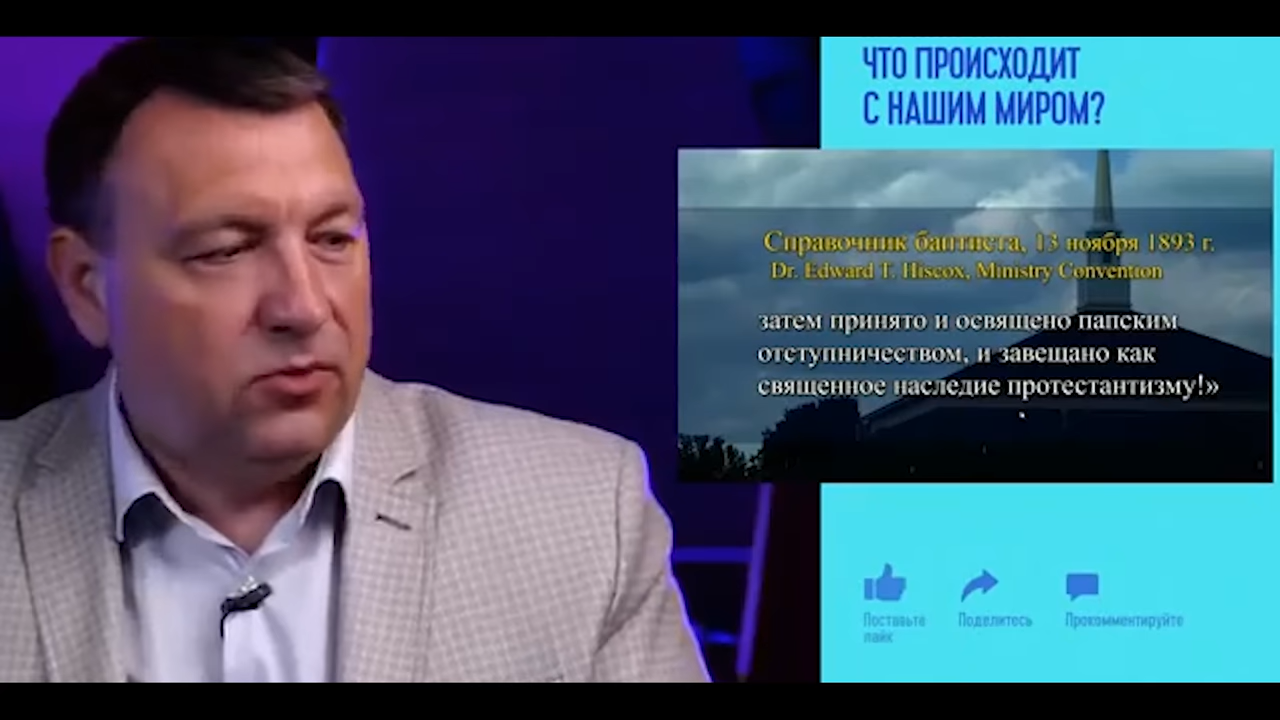 ЧТО ПРОИСХОДИТ
С НАШИМ МИРОМ?
Справочник баптиста, 13 ноября 1893 г.
Dr. Edward T. Hiscox, Ministry Convention
затем принято и освящено папским
отступничеством, и завещано как
священное наследие протестантизму!»
Поставьте
лайк
Поделитесь
Прокомментируйте